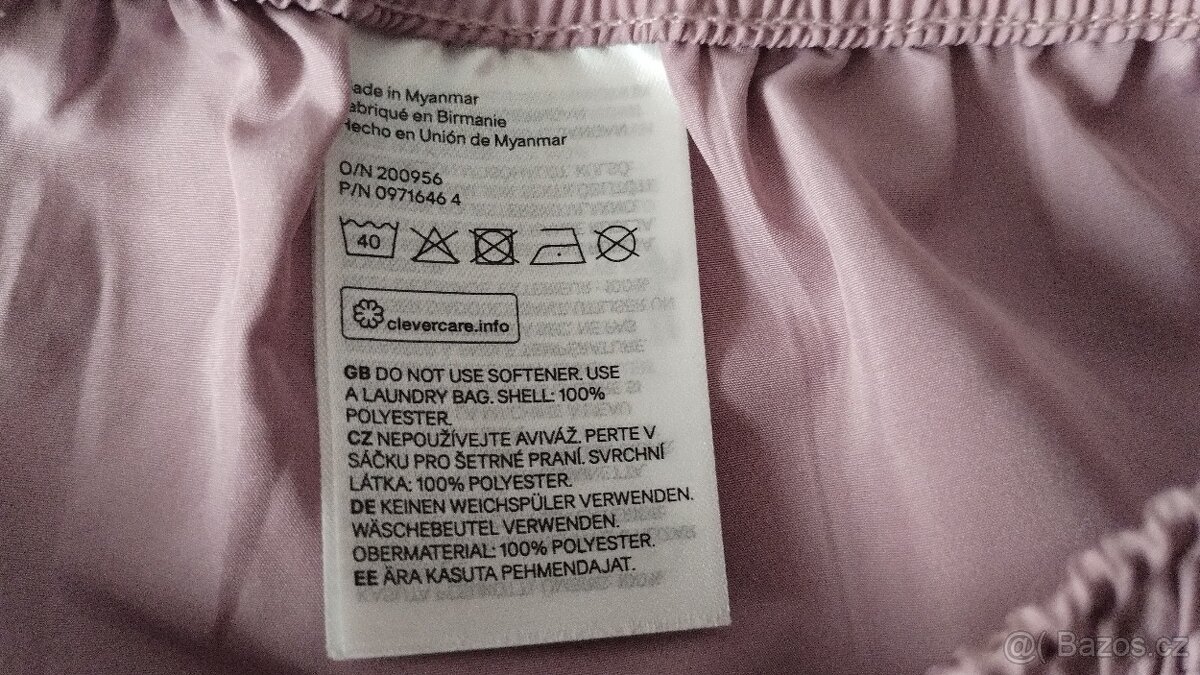 ade in Myanmar
abriqué en Birmanie
Hecho en Unión de Myanmar
O/N 200956
P/N 0971646 4
40
clevercare.info
GB DO NOT USE SOFTENER. USE
A LAUNDRY BAG. SHELL: 100%
POLYESTER.
CZ NEPOUŽÍVEJTE AVIVÁŽ. PERTE V
SÁČKU PRO ŠETRNÉ PRANÍ. SVRCHNÍ
LÁTKA: 100% POLYESTER.
DE KEINEN WEICHSPÜLER VERWENDEN.
WÄSCHEBEUTEL VERWENDEN.
OBERMATERIAL: 100% POLYESTER.
EE ÄRA KASUTA PEHMENDAJAT.
Bazos.cz